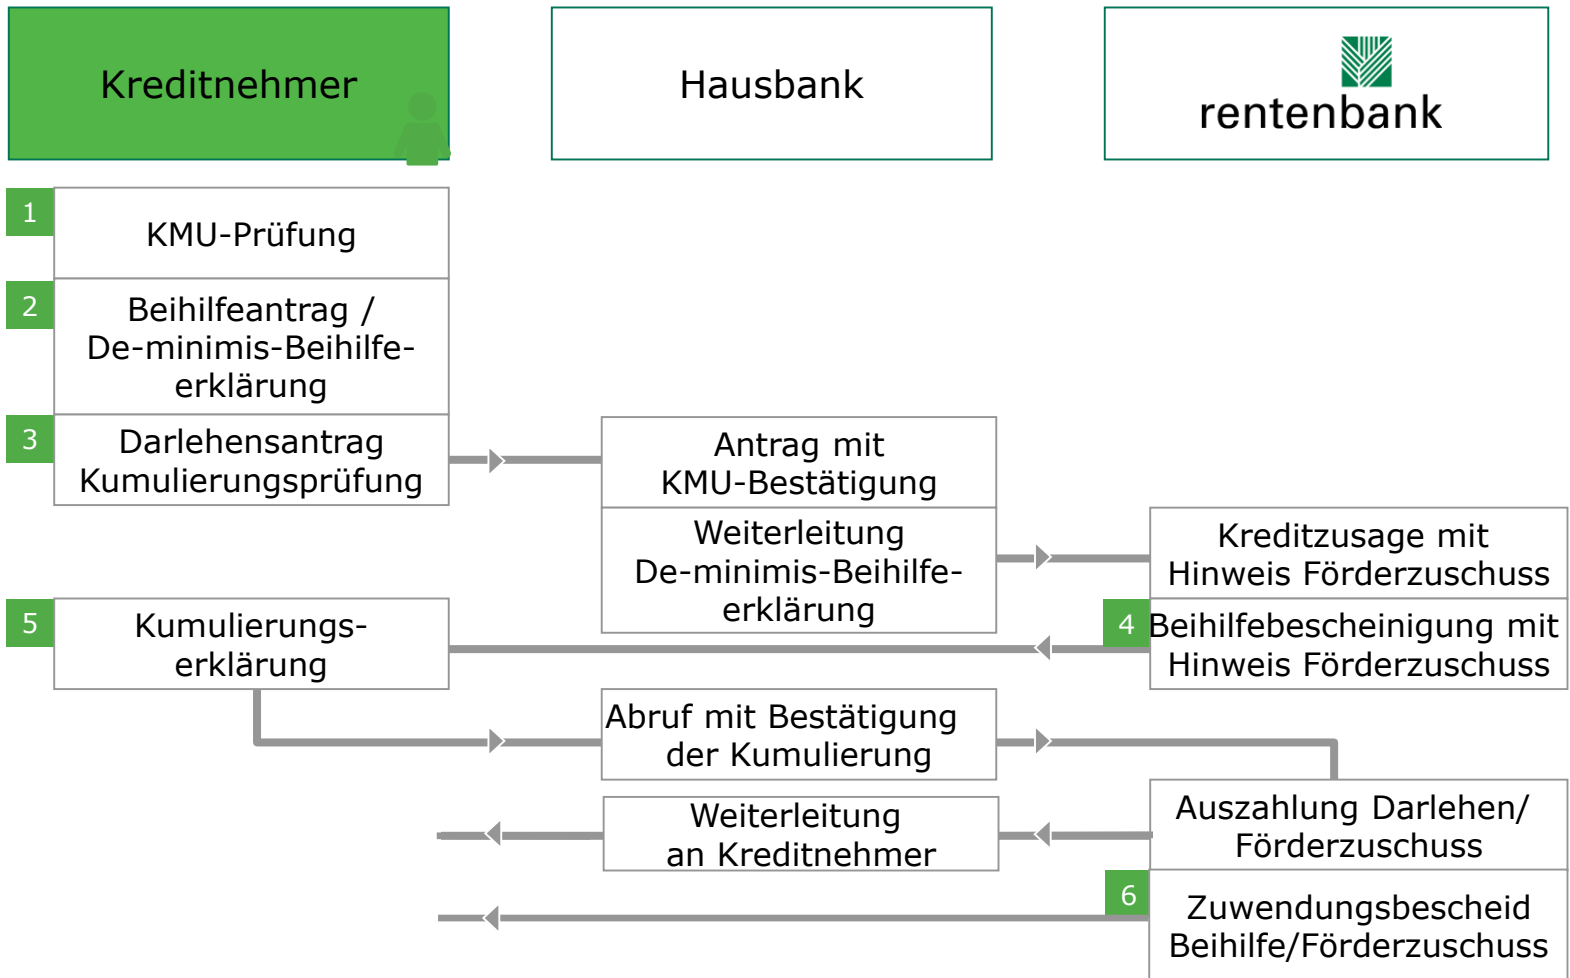 Kreditnehmer
Hausbank
rentenbank
1
KMU-Prüfung
2
Beihilfeantrag /
De-minimis-Beihilfe-
erklärung
3
Darlehensantrag
Kumulierungsprüfung
Antrag mit
KMU-Bestätigung
Weiterleitung
De-minimis-Beihilfe-
erklärung
Kreditzusage mit
Hinweis Förderzuschuss
4
Beihilfebescheinigung mit
Hinweis Förderzuschuss
5
Kumulierungs-
erklärung
Abruf mit Bestätigung
der Kumulierung
Auszahlung Darlehen/
Förderzuschuss
Weiterleitung
an Kreditnehmer
6
Zuwendungsbescheid
Beihilfe/Förderzuschuss